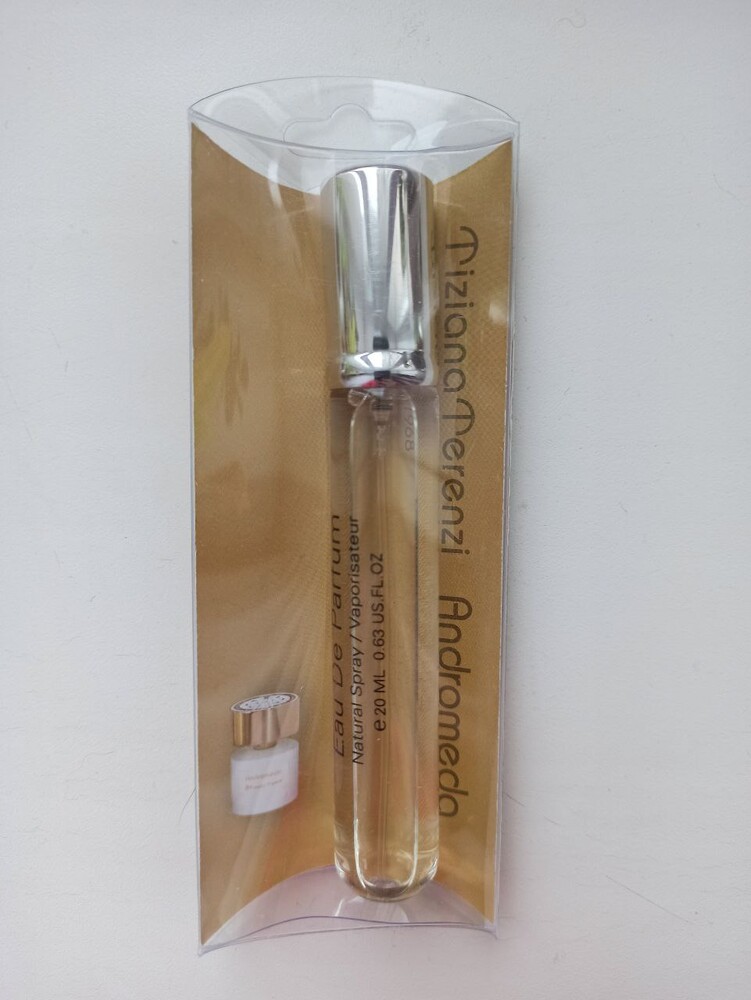 Tiziana Terenzi Andromeda
Eau De Parfum
Natural Spray / Vaporisateur
e 20 ML 0.63 US.FL.OZ